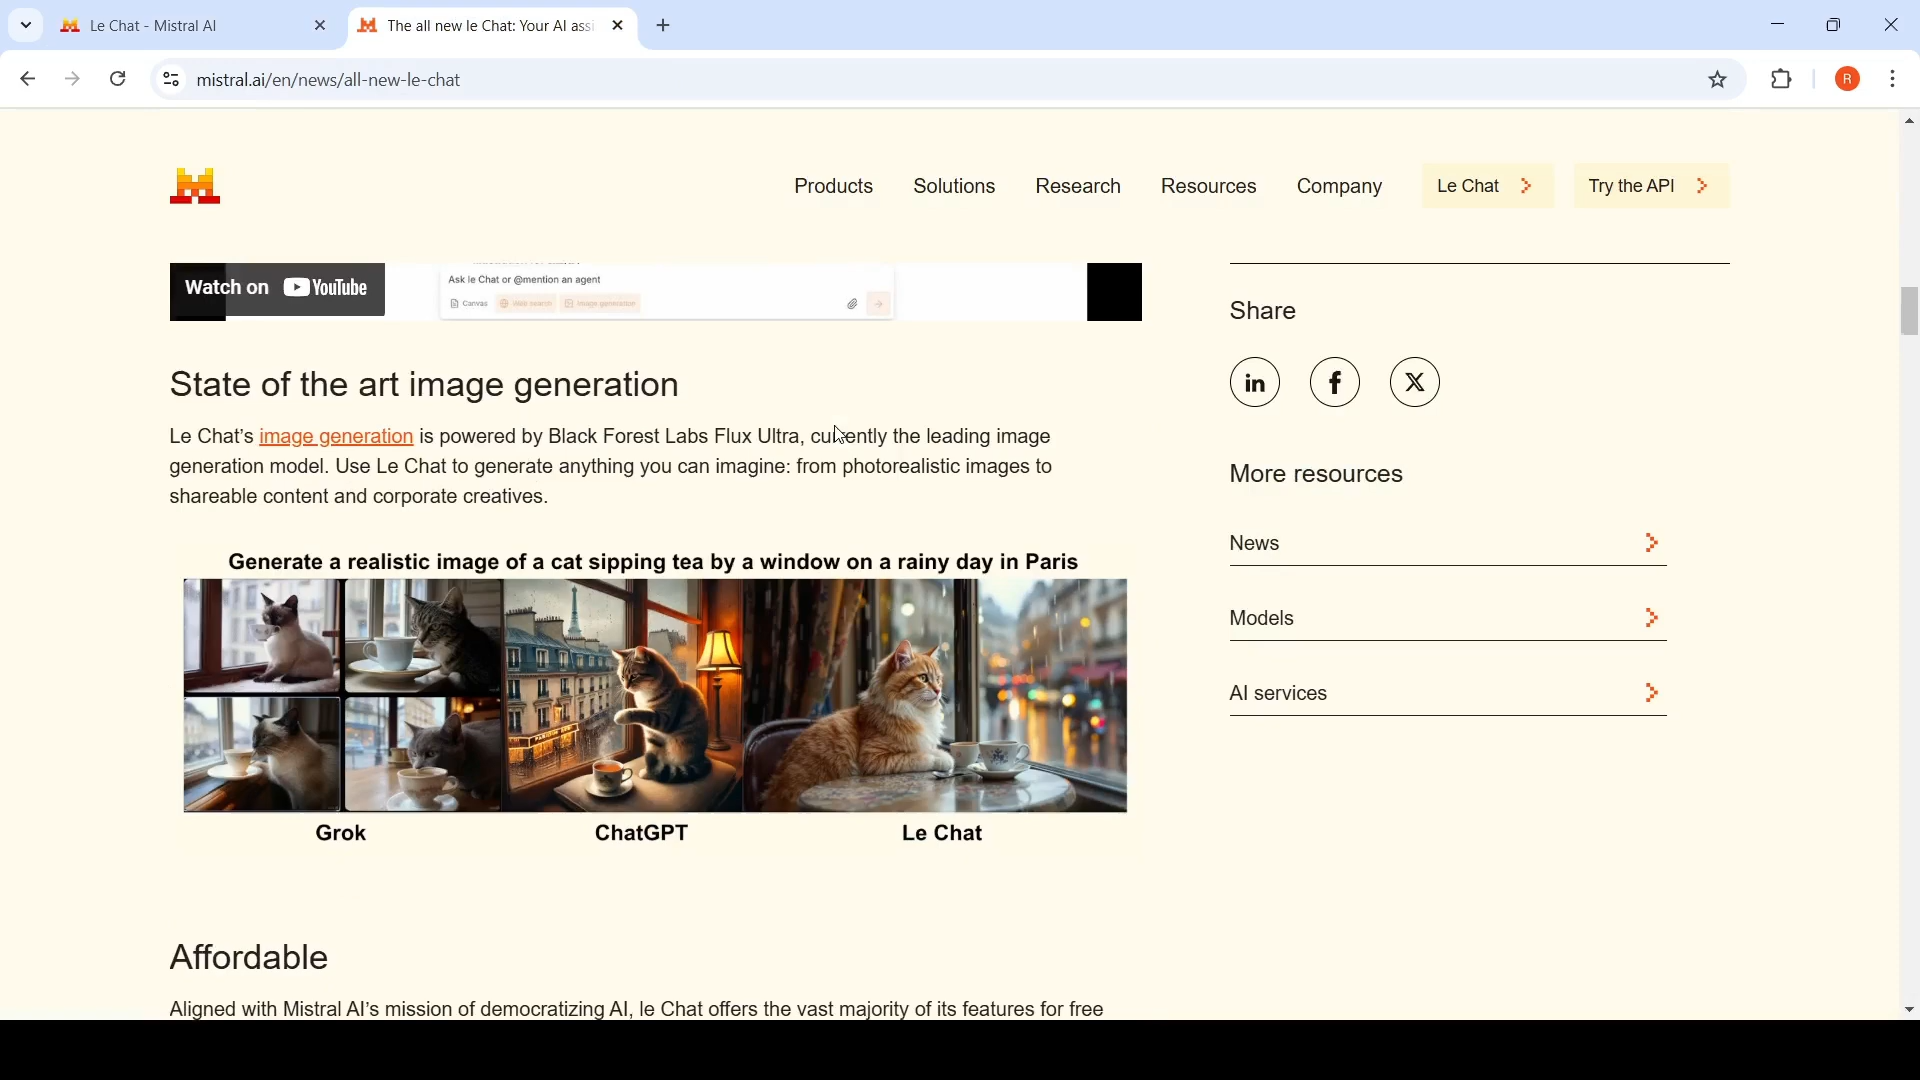 Le Chat - Mistral AI
The all new le Chat: Your AI assi
mistral.ai/en/news/all-new-le-chat
R
Products
Solutions
Research
Resources
Company
Le Chat
Try the API
Watch on YouTube
Ask le Chat or @mention an agent
Canvas
Web search
Image generation
Share
in
f
X
State of the art image generation
Le Chat’s image generation is powered by Black Forest Labs Flux Ultra, currently the leading image
generation model. Use Le Chat to generate anything you can imagine: from photorealistic images to
shareable content and corporate creatives.
More resources
News
Models
AI services
Generate a realistic image of a cat sipping tea by a window on a rainy day in Paris
Grok
ChatGPT
Le Chat
Affordable
Aligned with Mistral AI’s mission of democratizing AI, le Chat offers the vast majority of its features for free